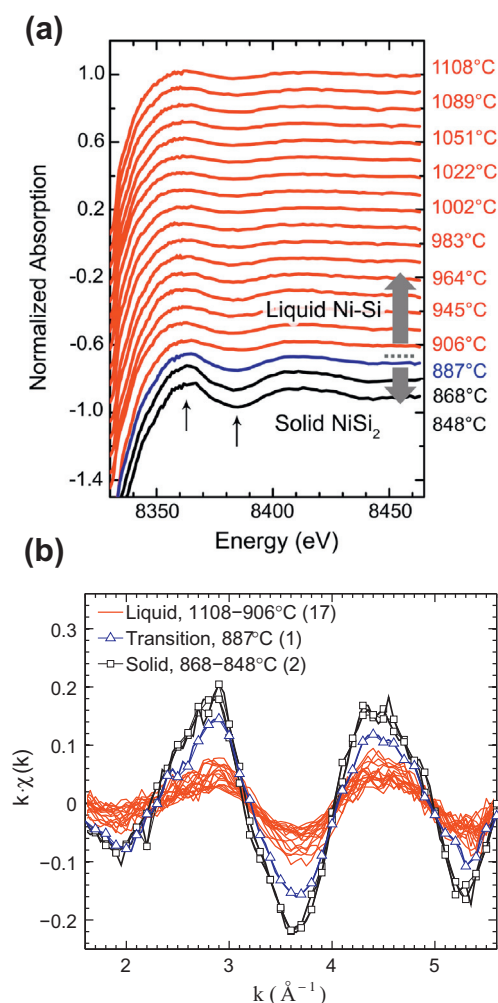 (a)
1.0
0.6
0.2
-0.2
-0.6
-1.0
-1.4
Normalized Absorption
1108°C
1089°C
1051°C
1022°C
1002°C
983°C
964°C
945°C
906°C
887°C
868°C
848°C
Liquid Ni-Si
Solid NiSi₂
8350 8400 8450
Energy (eV)
(b)
Liquid, 1108−906°C (17)
Transition, 887°C (1)
Solid, 868−848°C (2)
0.3
0.2
0.1
0
-0.1
-0.2
k·χ(k)
2 3 4 5
k (Å⁻¹)